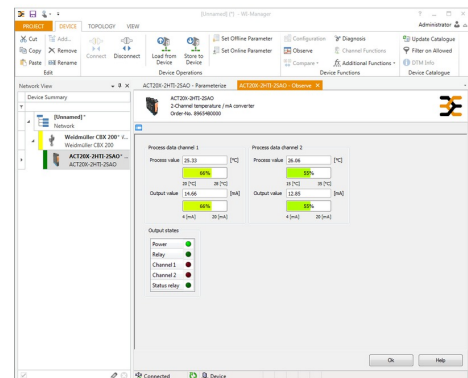 [Unnamed] (*) - WI-Manager
PROJECT DEVICE TOPOLOGY VIEW Administrator
Cut Add... Set Offline Parameter Configuration Diagnosis Update Catalogue
Copy Remove Connect Disconnect Load from Device Store to Device Set Online Parameter Observe Channel Functions Filter on Allowed
Paste Rename Compare Additional Functions DTM Info
Edit Device Operations Device Functions Device Catalogue
Network View ACT20X-2HTI-2SAO - Parameterize ACT20X-2HTI-2SAO - Observe
Device Summary
[Unnamed]*
Network
Weidmüller CBX 200*
Weidmüller CBX 200
ACT20X-2HTI-2SAO* ...
ACT20X-2HTI-2SAO
ACT20X-2HTI-2SAO
2-Channel temperature / mA converter
Order-No. 8965480000
Process data channel 1 Process data channel 2
Process value 25.33 [°C] Process value 26.06 [°C]
66% 55%
20 [°C] 28 [°C] 15 [°C] 35 [°C]
Output value 14.66 [mA] Output value 12.85 [mA]
66% 55%
4 [mA] 20 [mA] 4 [mA] 20 [mA]
Output states
Power
Relay
Channel 1
Channel 2
Status relay
Ok Help
Connected Device